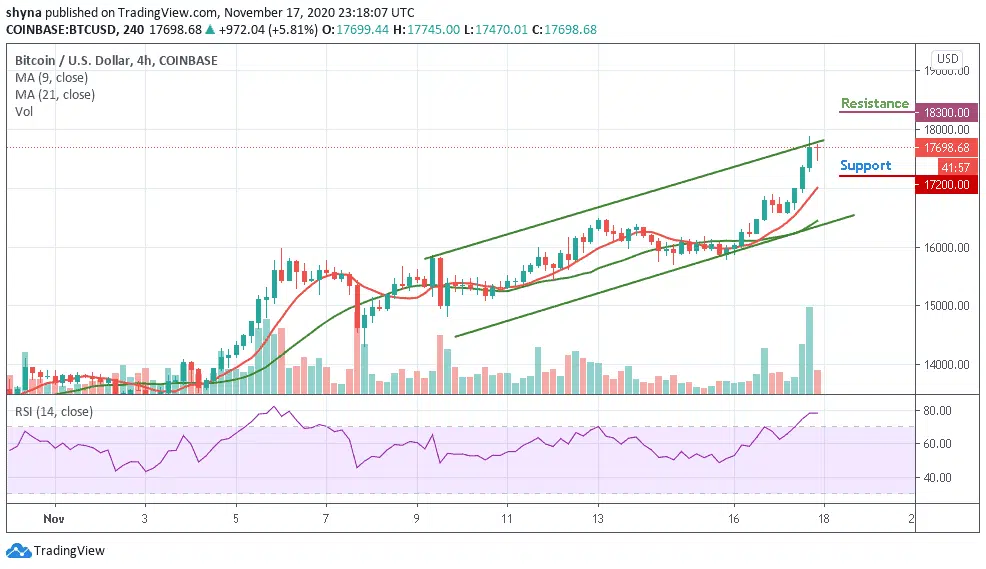 shyna published on TradingView.com, November 17, 2020 23:18:07 UTC
COINBASE:BTCUSD, 240 17698.68 ▲ +972.04 (+5.81%) O:17699.44 H:17745.00 L:17470.01 C:17698.68
Bitcoin / U.S. Dollar, 4h, COINBASE
MA (9, close)
MA (21, close)
Vol
USD
19000.00
Resistance
18300.00
18000.00
17698.68
Support
41:57
17200.00
16000.00
15000.00
14000.00
RSI (14, close)
80.00
60.00
40.00
Nov 3 5 7 9 11 13 16 18 2
TradingView